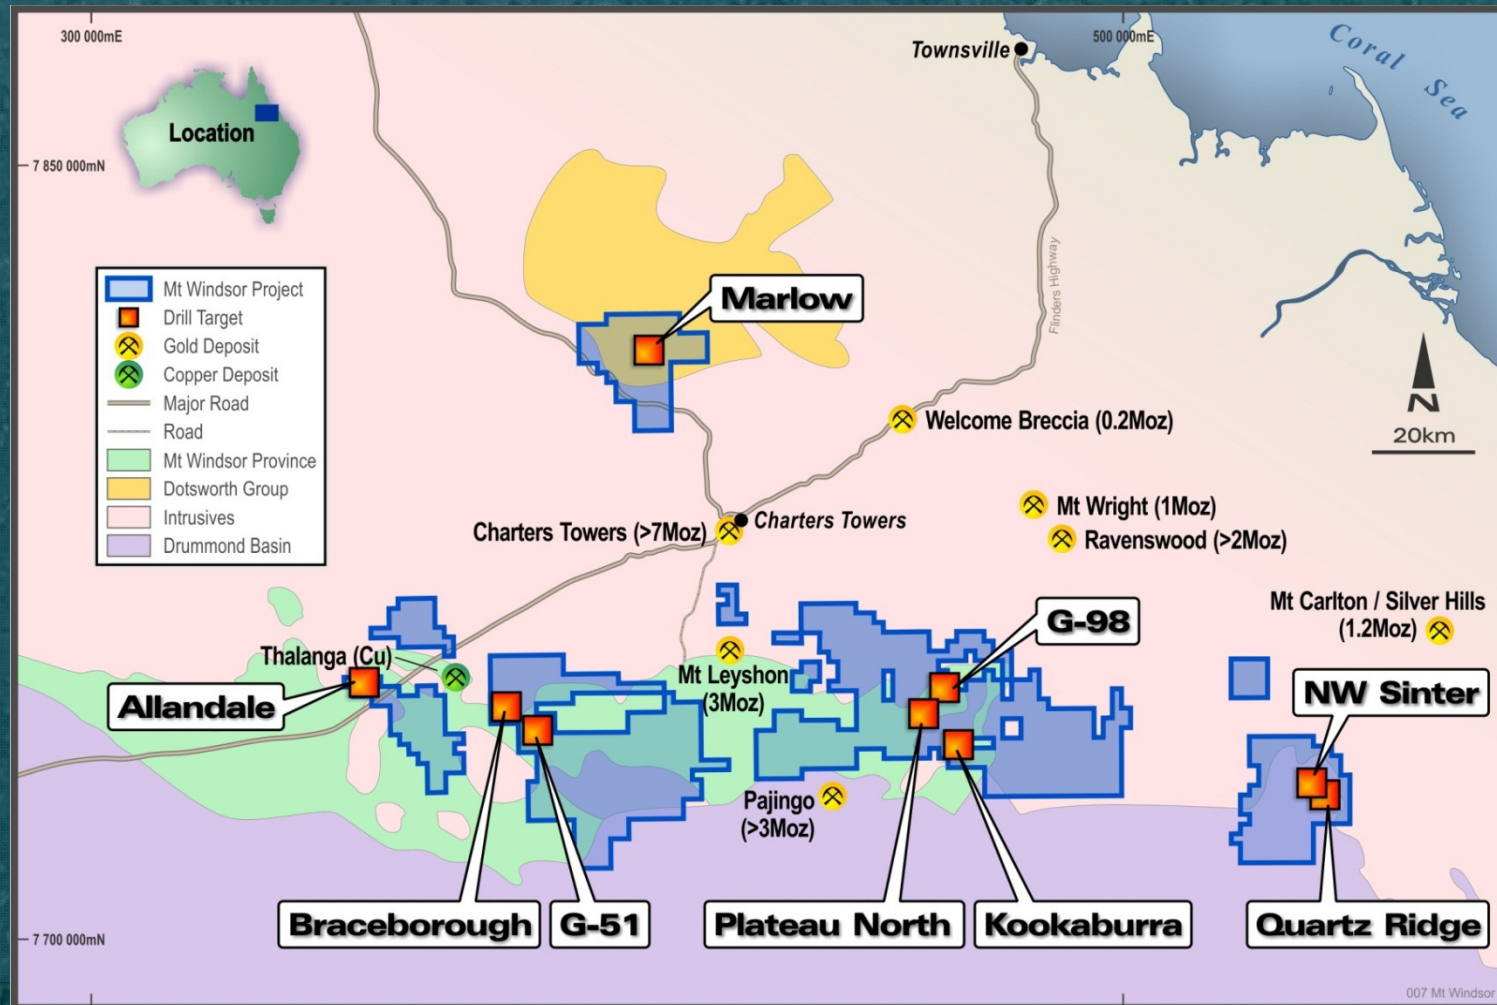 300 000mE
500 000mE
Townsville
Coral Sea
Location
7 850 000mN
Flinders Highway
Mt Windsor Project
Drill Target
Gold Deposit
Copper Deposit
Major Road
Road
Mt Windsor Province
Dotsworth Group
Intrusives
Drummond Basin
Marlow
N
20km
Welcome Breccia (0.2Moz)
Mt Wright (1Moz)
Charters Towers (>7Moz)
Charters Towers
Ravenswood (>2Moz)
Mt Carlton / Silver Hills
(1.2Moz)
G-98
Thalanga (Cu)
Mt Leyshon
(3Moz)
NW Sinter
Allandale
Pajingo
(>3Moz)
Braceborough
G-51
Plateau North
Kookaburra
Quartz Ridge
7 700 000mN
007 Mt Windsor